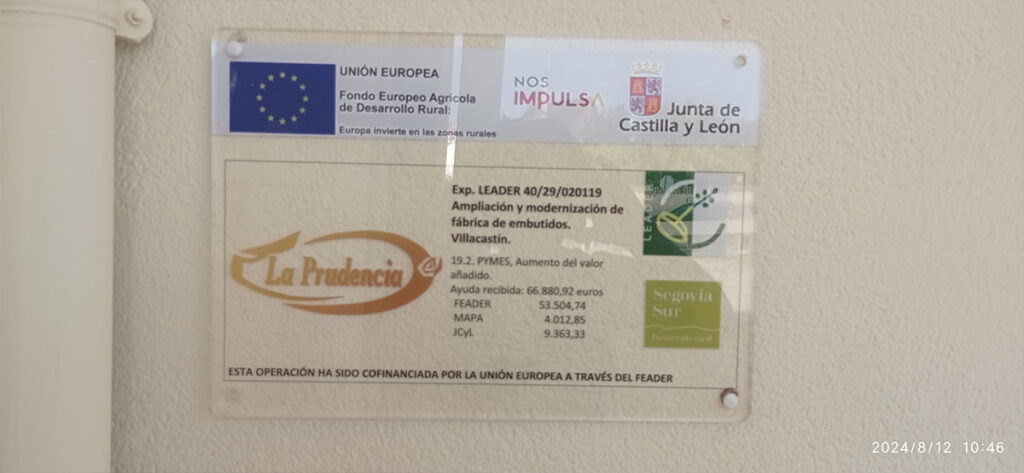 UNIÓN EUROPEA
Fondo Europeo Agrícola
de Desarrollo Rural:
Europa invierte en las zonas rurales
NOS
IMPULSA
Junta de
Castilla y León
Exp. LEADER 40/29/020119
Ampliación y modernización de
fábrica de embutidos.
Villacastín.
La Prudencia
19.2. PYMES, Aumento del valor
añadido.
Ayuda recibida: 66.880,92 euros
FEADER 53.504,74
MAPA 4.012,85
JCyL 9.363,33
LEADER
Segovia
Sur
Desarrollo rural
ESTA OPERACIÓN HA SIDO COFINANCIADA POR LA UNIÓN EUROPEA A TRAVÉS DEL FEADER
2024/8/12 10:46